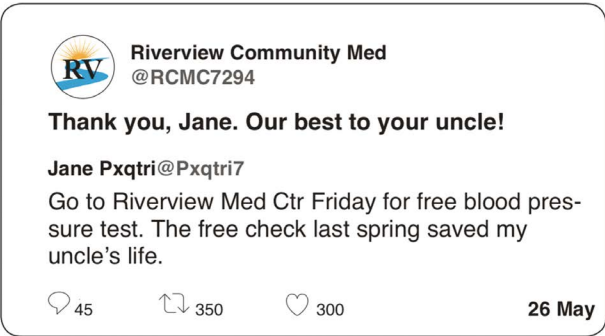 RV
Riverview Community Med
@RCMC7294
Thank you, Jane. Our best to your uncle!
Jane Pxqtri@Pxqtri7
Go to Riverview Med Ctr Friday for free blood pres-
sure test. The free check last spring saved my
uncle's life.
45 350 300 26 May